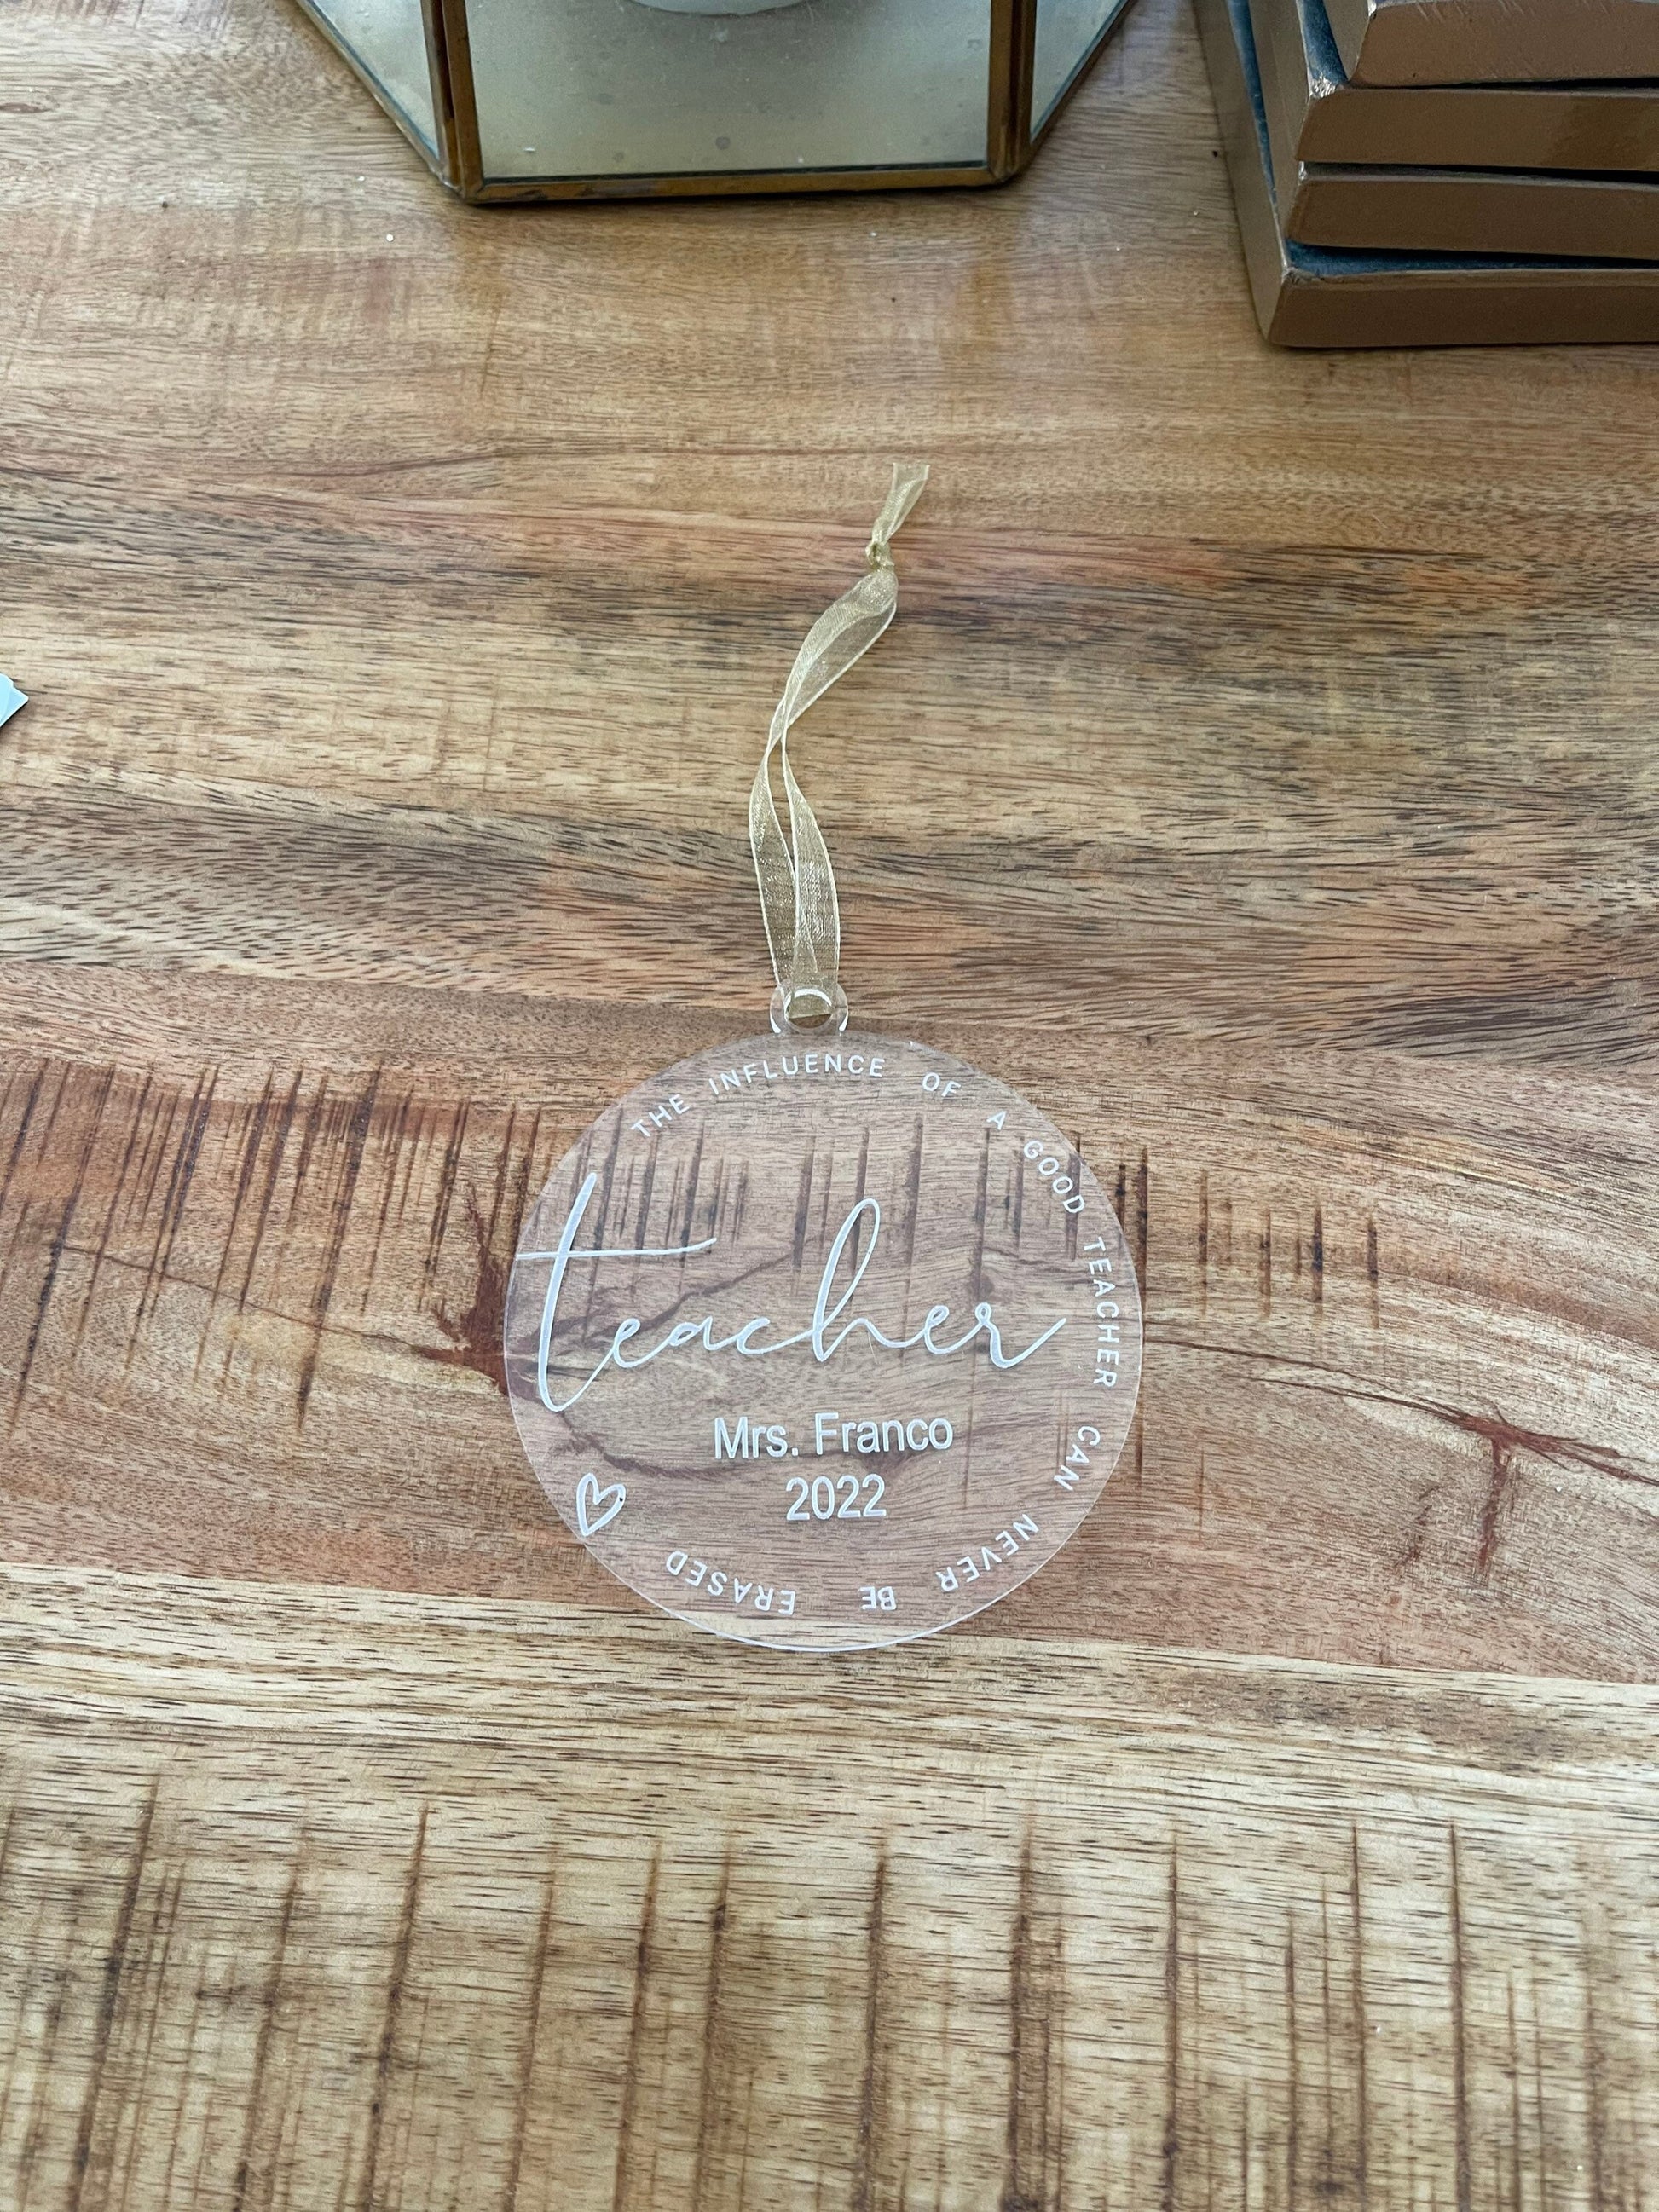 THE INFLUENCE OF A GOOD TEACHER CAN NEVER BE ERASED
teacher
Mrs. Franco
2022